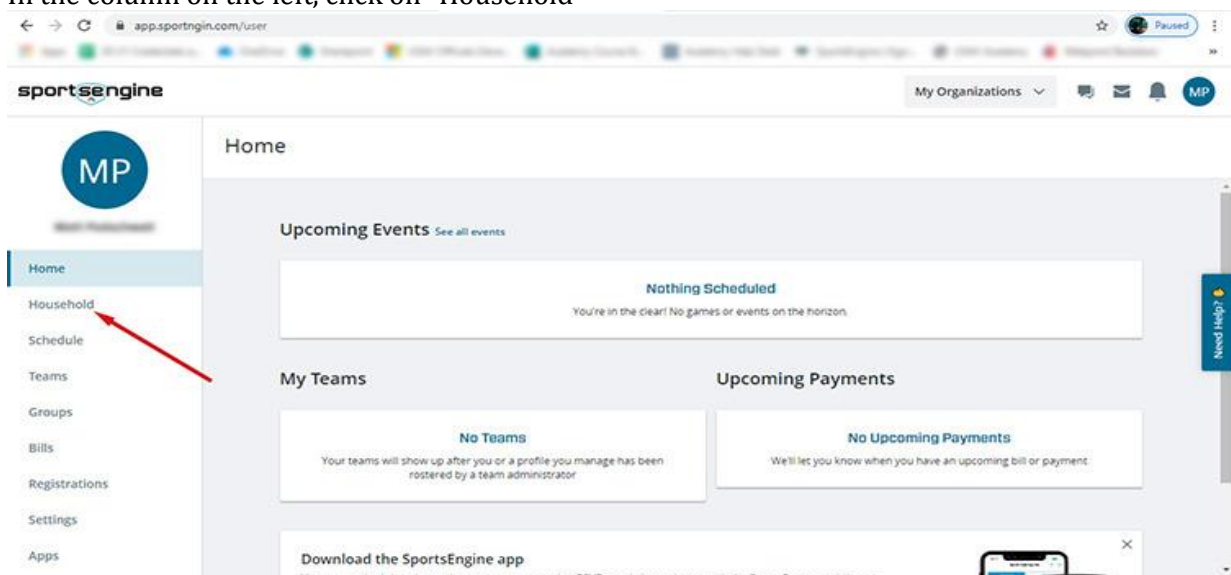 In the column on the left, click on "Household"
app.sportngin.com/user
Paused
sportsengine
My Organizations
MP
MP
Home
Upcoming Events See all events
Home
Nothing Scheduled
Household
You're in the clear! No games or events on the horizon.
Need Help?
Schedule
Teams
My Teams
Upcoming Payments
Groups
No Teams
No Upcoming Payments
Bills
Your teams will show up after you or a profile you manage has been
rostered by a team administrator
We'll let you know when you have an upcoming bill or payment
Registrations
Settings
Apps
Download the SportsEngine app